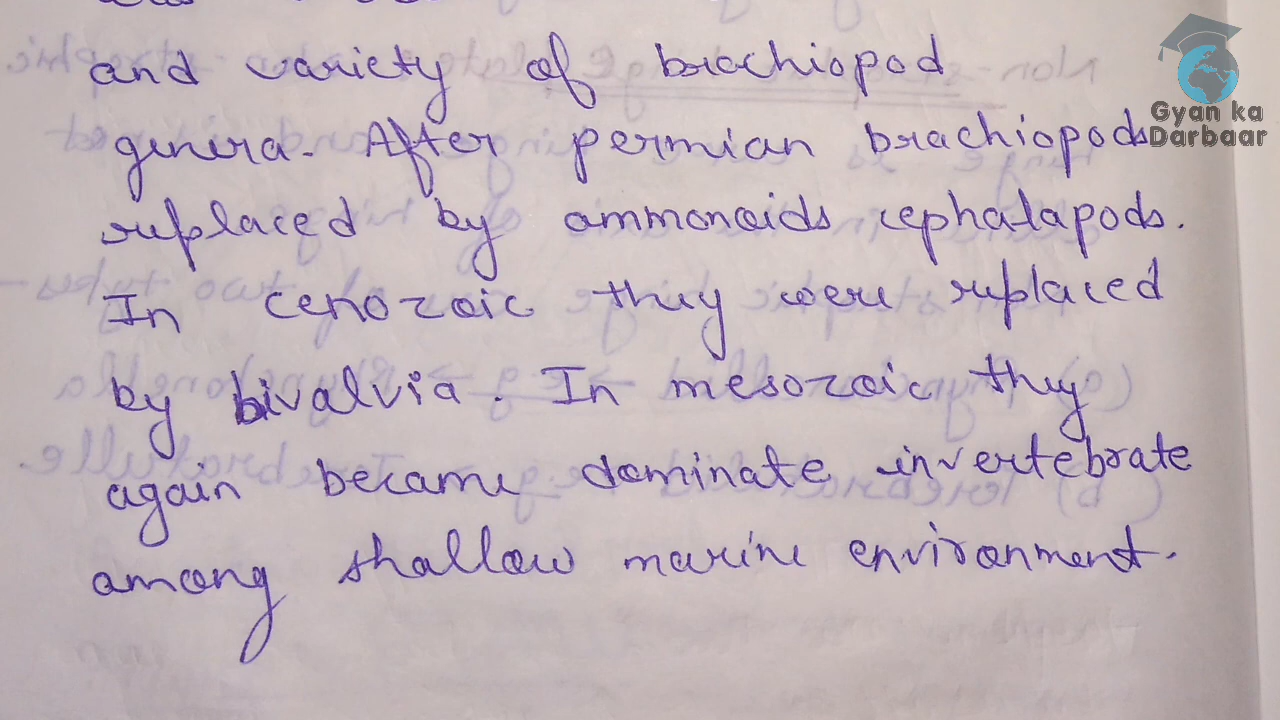 and variety of brachiopod
genera. After permian brachiopods
replaced by ammonoids cephalapods.
In cenozoic they were replaced
by bivalvia. In mesozoic they
again became dominate invertebrate
among shallow marine environment.
Gyan ka
Darbaar